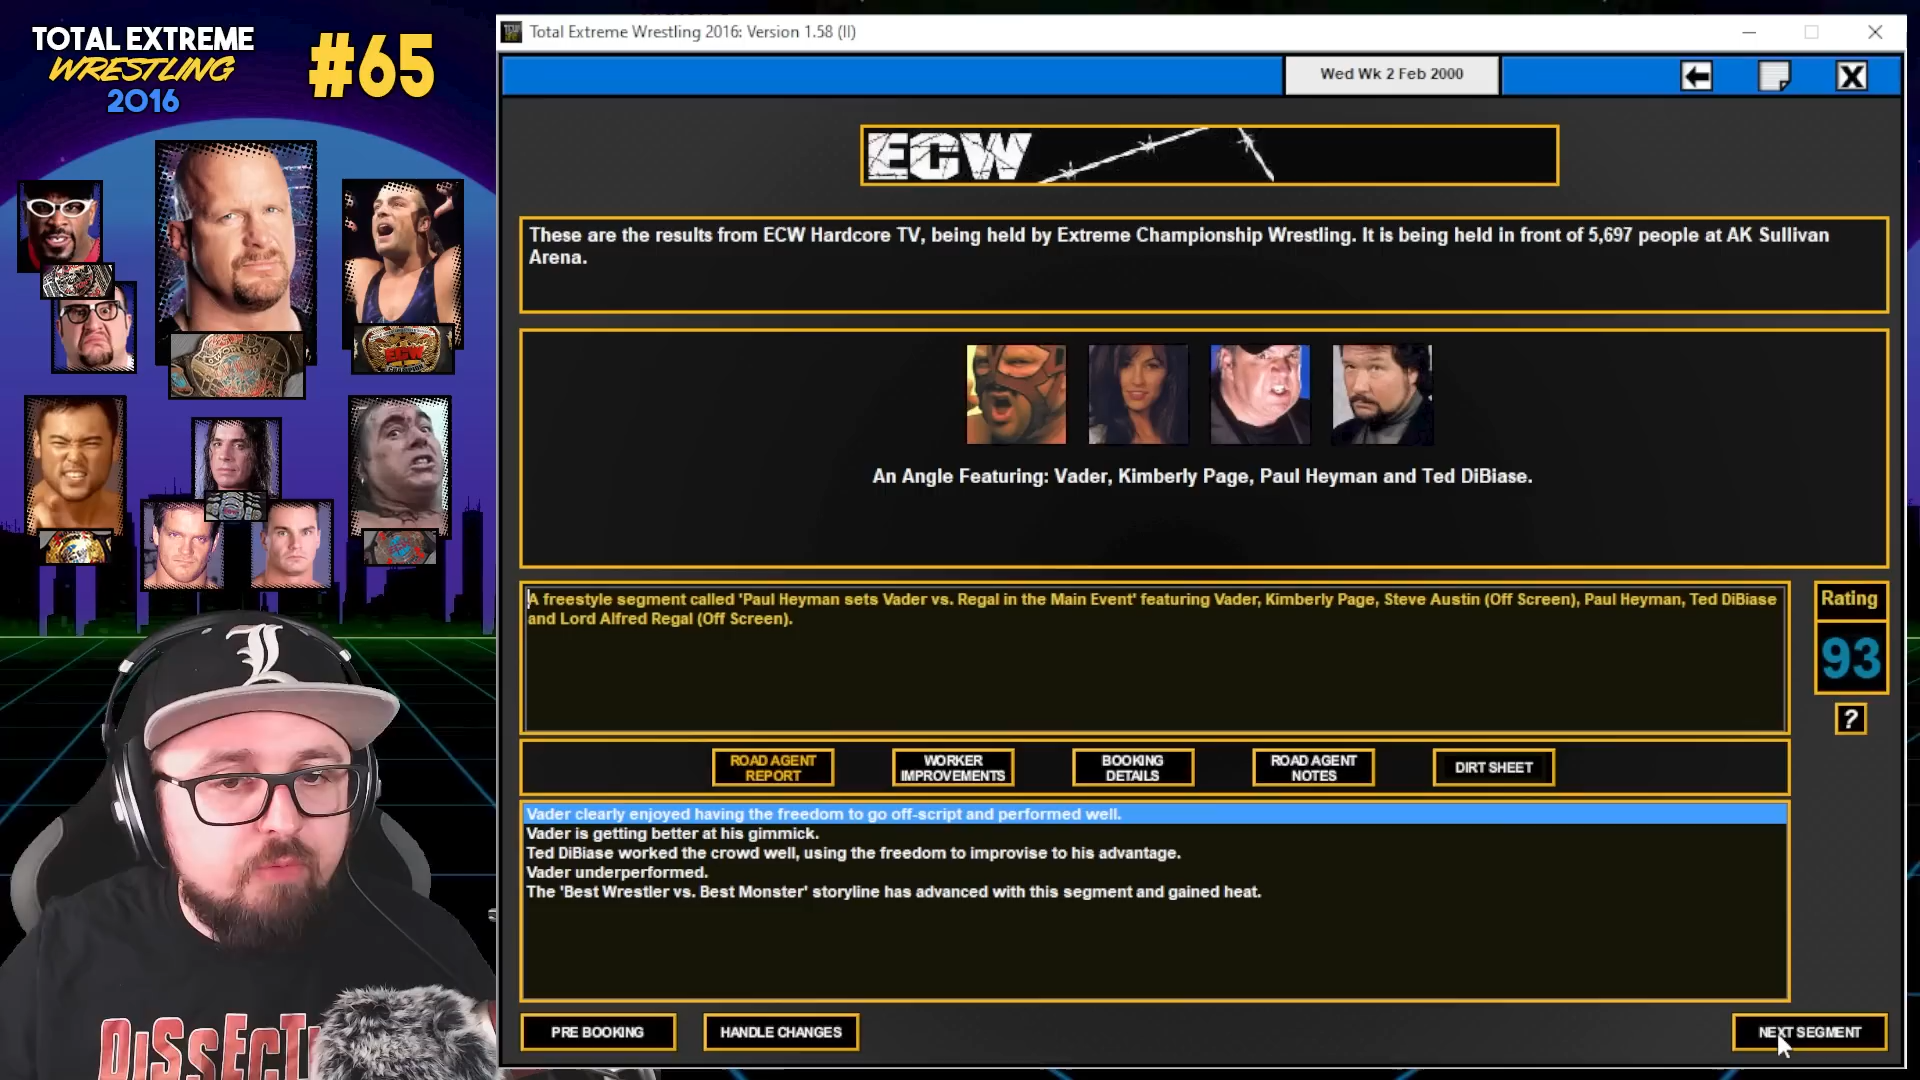 TOTAL EXTREME
WRESTLING
2016
#65
Total Extreme Wrestling 2016: Version 1.58 (II)
Wed Wk 2 Feb 2000
X
ECW
These are the results from ECW Hardcore TV, being held by Extreme Championship Wrestling. It is being held in front of 5,697 people at AK Sullivan
Arena.
An Angle Featuring: Vader, Kimberly Page, Paul Heyman and Ted DiBiase.
A freestyle segment called 'Paul Heyman sets Vader vs. Regal in the Main Event' featuring Vader, Kimberly Page, Steve Austin (Off Screen), Paul Heyman, Ted DiBiase
and Lord Alfred Regal (Off Screen).
Rating
93
?
ROAD AGENT
REPORT
WORKER
IMPROVEMENTS
BOOKING
DETAILS
ROAD AGENT
NOTES
DIRT SHEET
Vader clearly enjoyed having the freedom to go off-script and performed well.
Vader is getting better at his gimmick.
Ted DiBiase worked the crowd well, using the freedom to improvise to his advantage.
Vader underperformed.
The 'Best Wrestler vs. Best Monster' storyline has advanced with this segment and gained heat.
PRE BOOKING
HANDLE CHANGES
NEXT SEGMENT
ECW
L